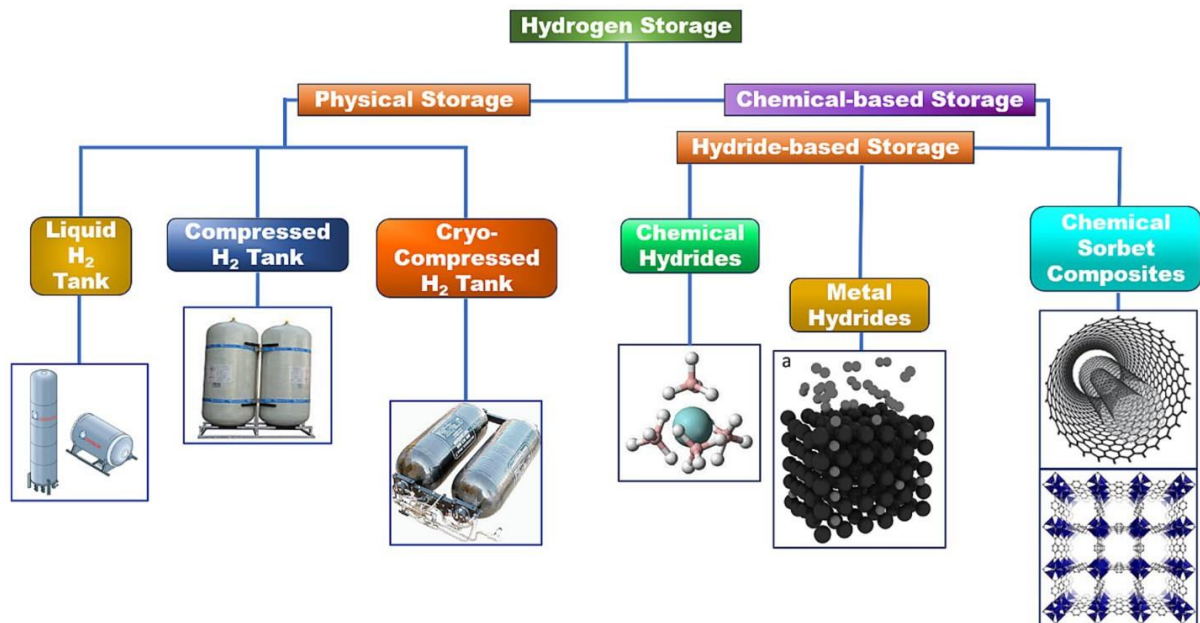 Hydrogen Storage
Physical Storage
Chemical-based Storage
Hydride-based Storage
Liquid
H₂
Tank
Compressed
H₂ Tank
Cryo-
Compressed
H₂ Tank
Chemical
Hydrides
Metal
Hydrides
Chemical
Sorbet
Composites
a